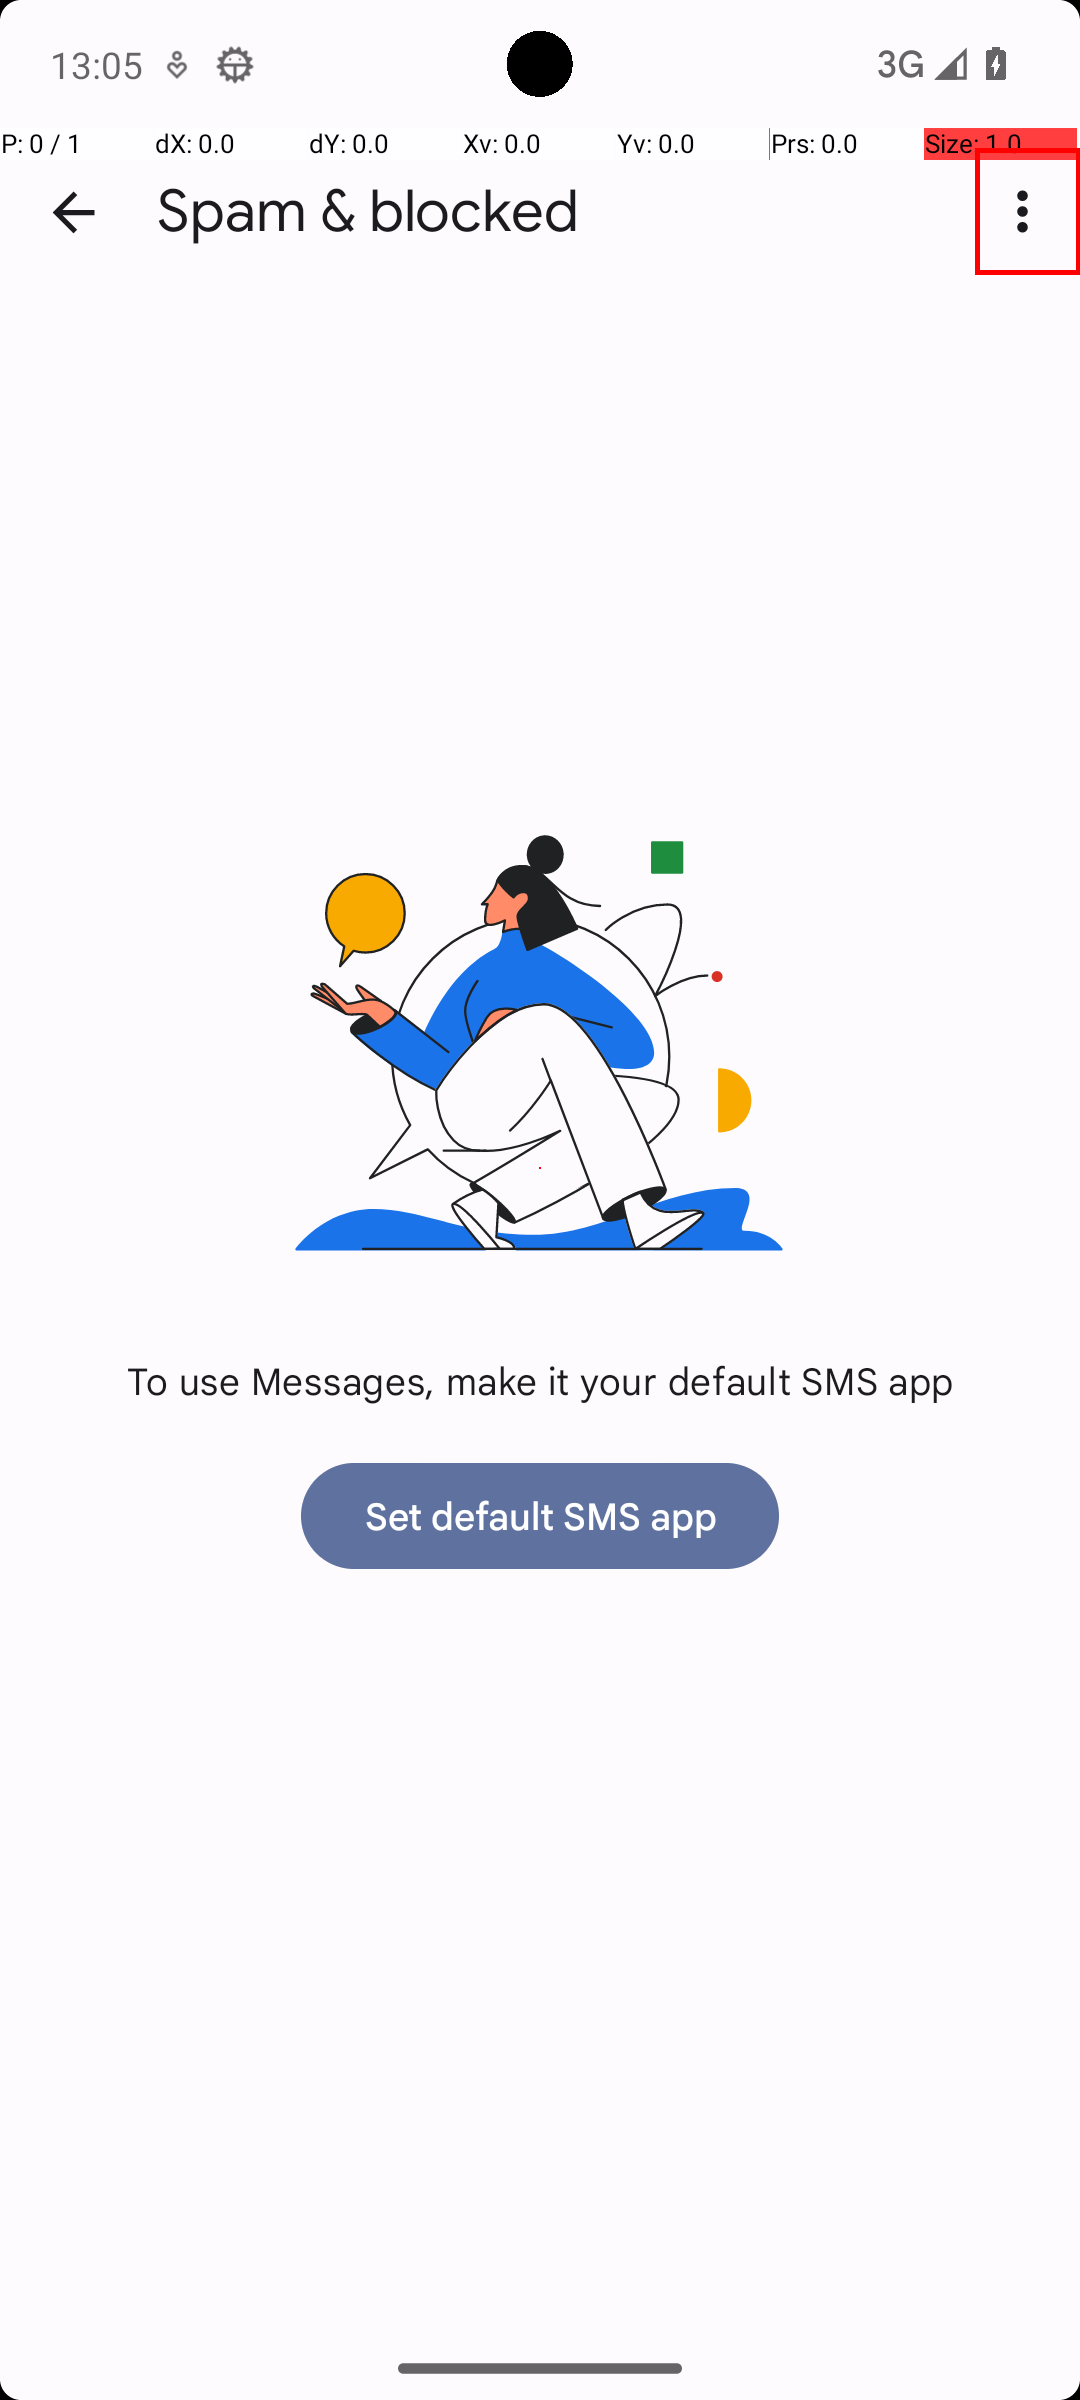 13:05
3G
P: 0 / 1 dX: 0.0 dY: 0.0 Xv: 0.0 Yv: 0.0 Prs: 0.0 Size: 1.0
Spam & blocked
To use Messages, make it your default SMS app
Set default SMS app